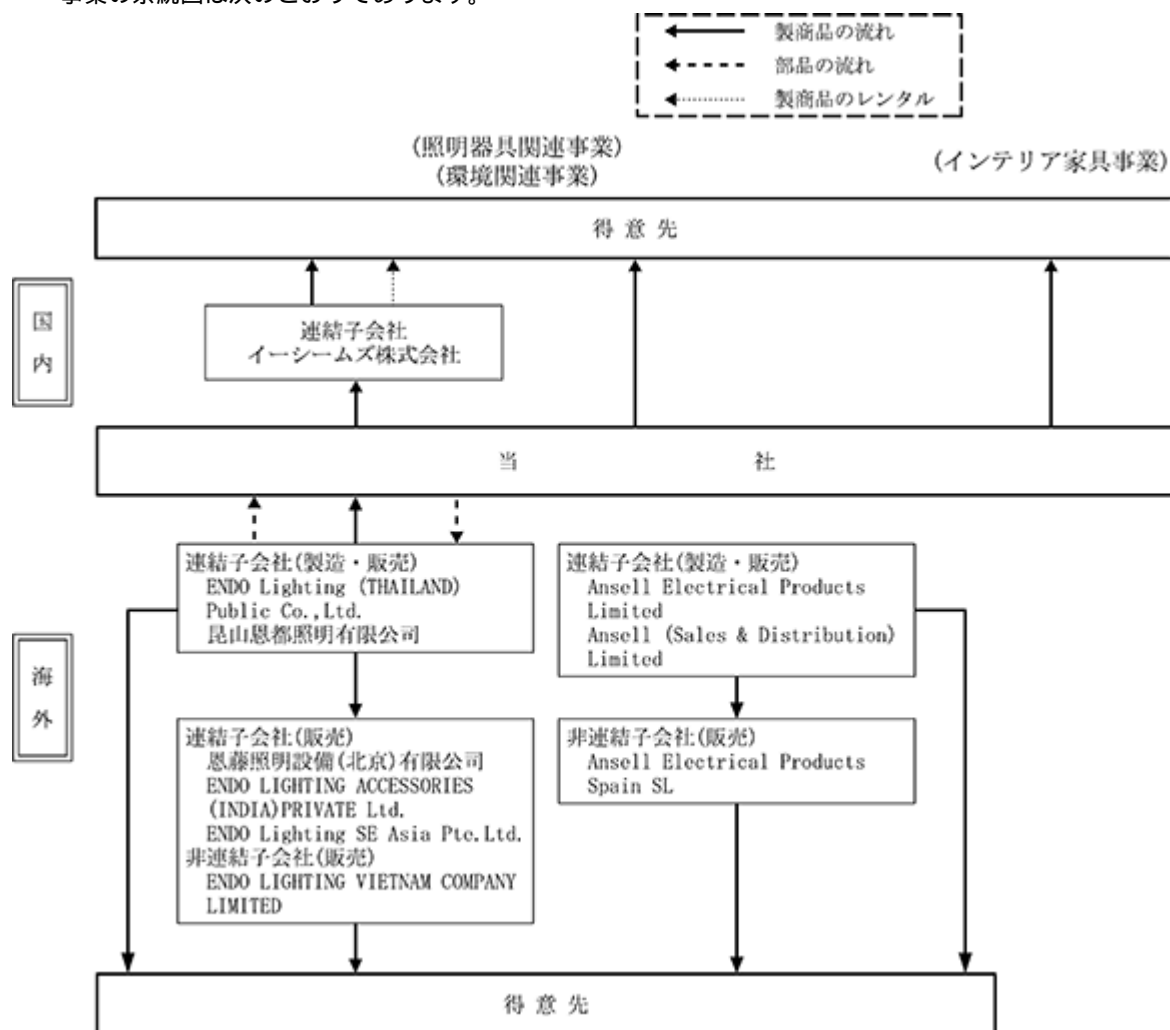 事業の系統図は次のとおりであります。
製商品の流れ
部品の流れ
製商品のレンタル
(照明器具関連事業)
(環境関連事業)
(インテリア家具事業)
得意先
国内
連結子会社
イーシームズ株式会社
当社
連結子会社(製造・販売)
ENDO Lighting (THAILAND)
Public Co.,Ltd.
昆山恩都照明有限公司
連結子会社(製造・販売)
Ansell Electrical Products
Limited
Ansell (Sales & Distribution)
Limited
海外
連結子会社(販売)
恩藤照明設備(北京)有限公司
ENDO LIGHTING ACCESSORIES
(INDIA)PRIVATE Ltd.
ENDO Lighting SE Asia Pte.Ltd.
非連結子会社(販売)
ENDO LIGHTING VIETNAM COMPANY
LIMITED
非連結子会社(販売)
Ansell Electrical Products
Spain SL
得意先